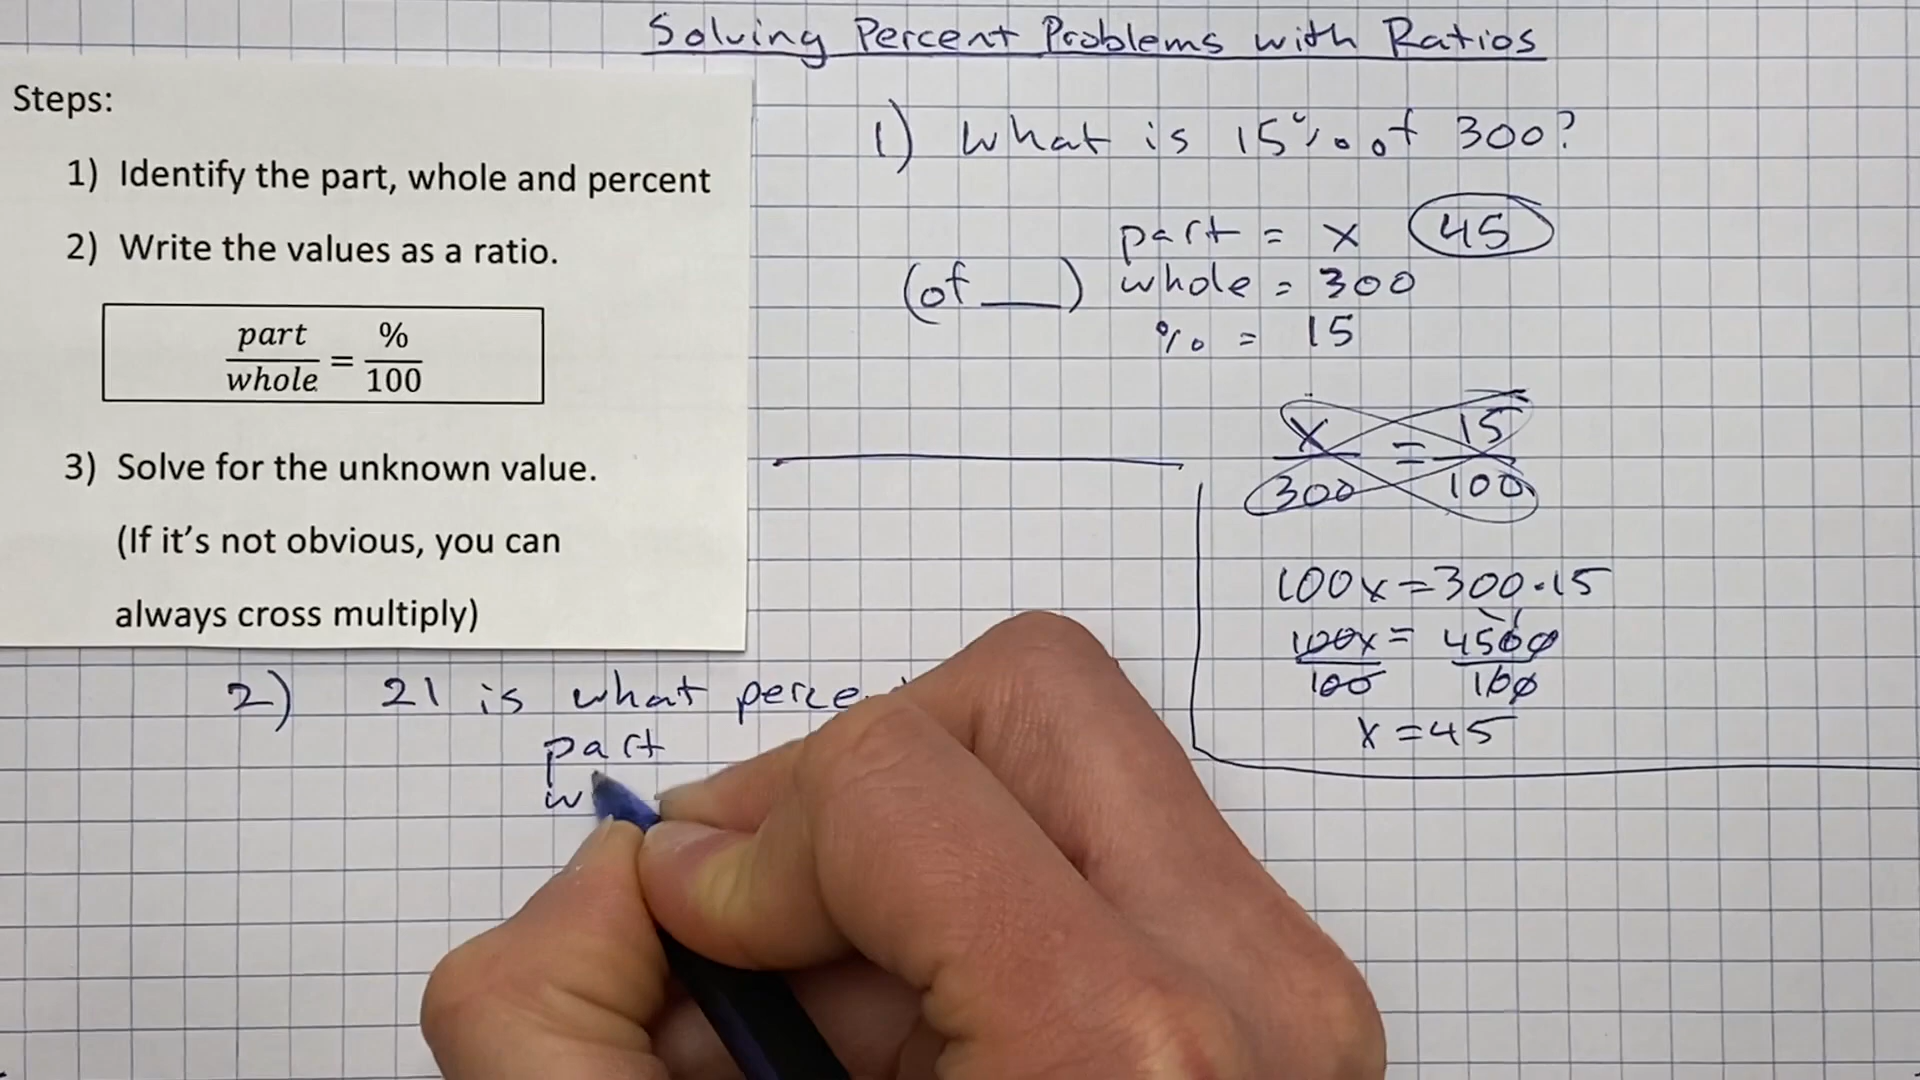 Solving Percent Problems with Ratios
Steps:
1) Identify the part, whole and percent
2) Write the values as a ratio.
part/whole = %/100
3) Solve for the unknown value.
(If it's not obvious, you can
always cross multiply)
1) What is 15% of 300?
part = x 45
(of ___) whole = 300
% = 15
x/300 = 15/100
100x = 300·15
100x/100 = 4500/100
x = 45
2) 21 is what
part